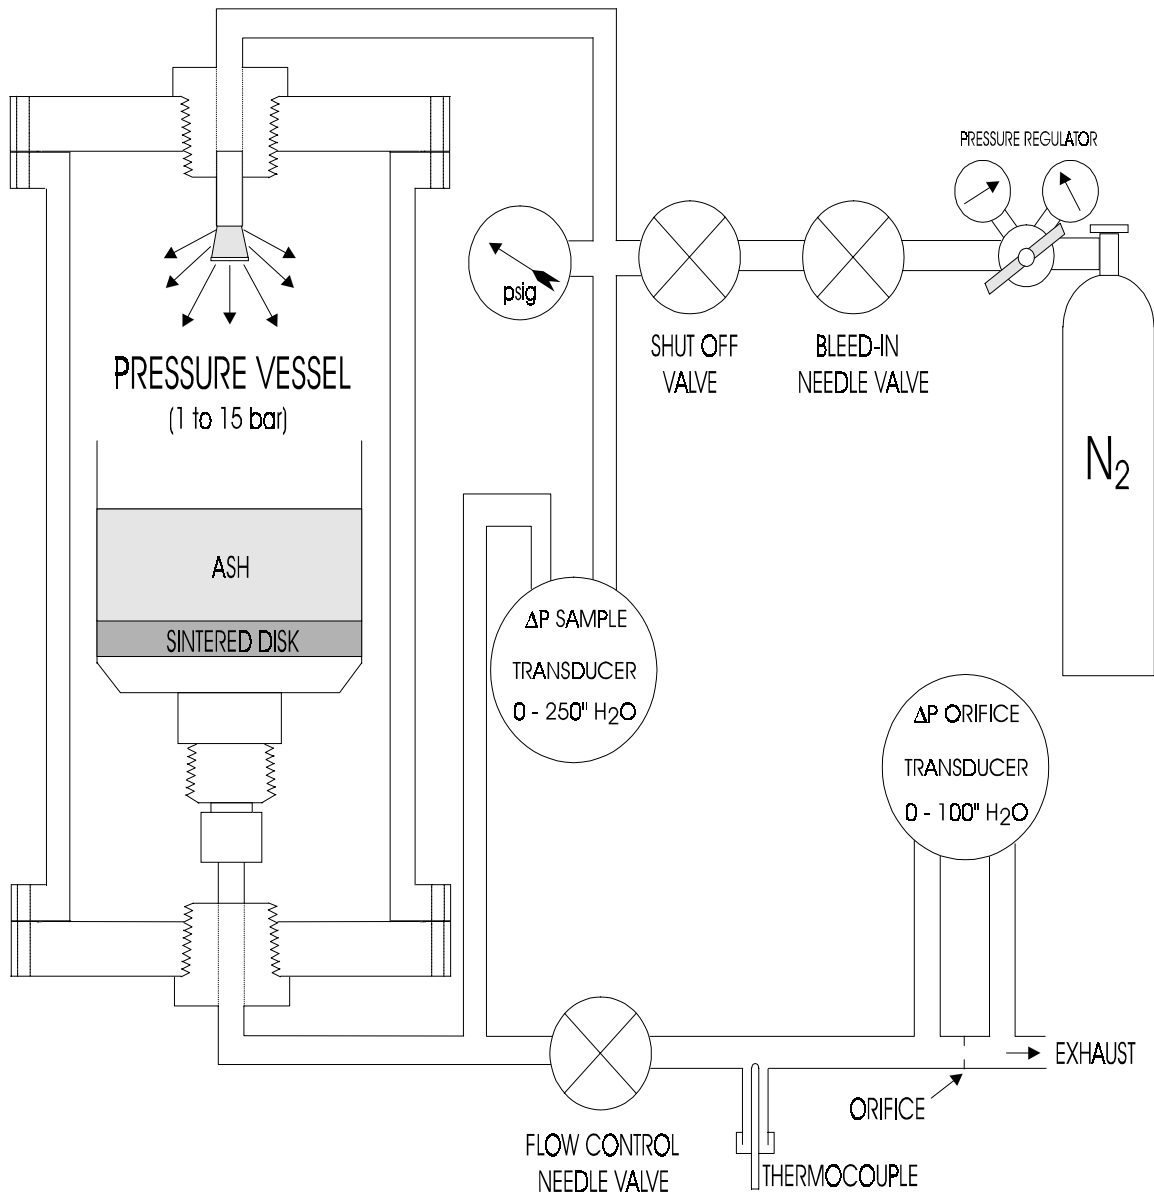 PRESSURE REGULATOR
psig
SHUT OFF
VALVE
BLEED-IN
NEEDLE VALVE
PRESSURE VESSEL
(1 to 15 bar)
N2
ASH
SINTERED DISK
ΔP SAMPLE
TRANSDUCER
0 - 250" H2O
ΔP ORIFICE
TRANSDUCER
0 - 100" H2O
EXHAUST
ORIFICE
FLOW CONTROL
NEEDLE VALVE
THERMOCOUPLE